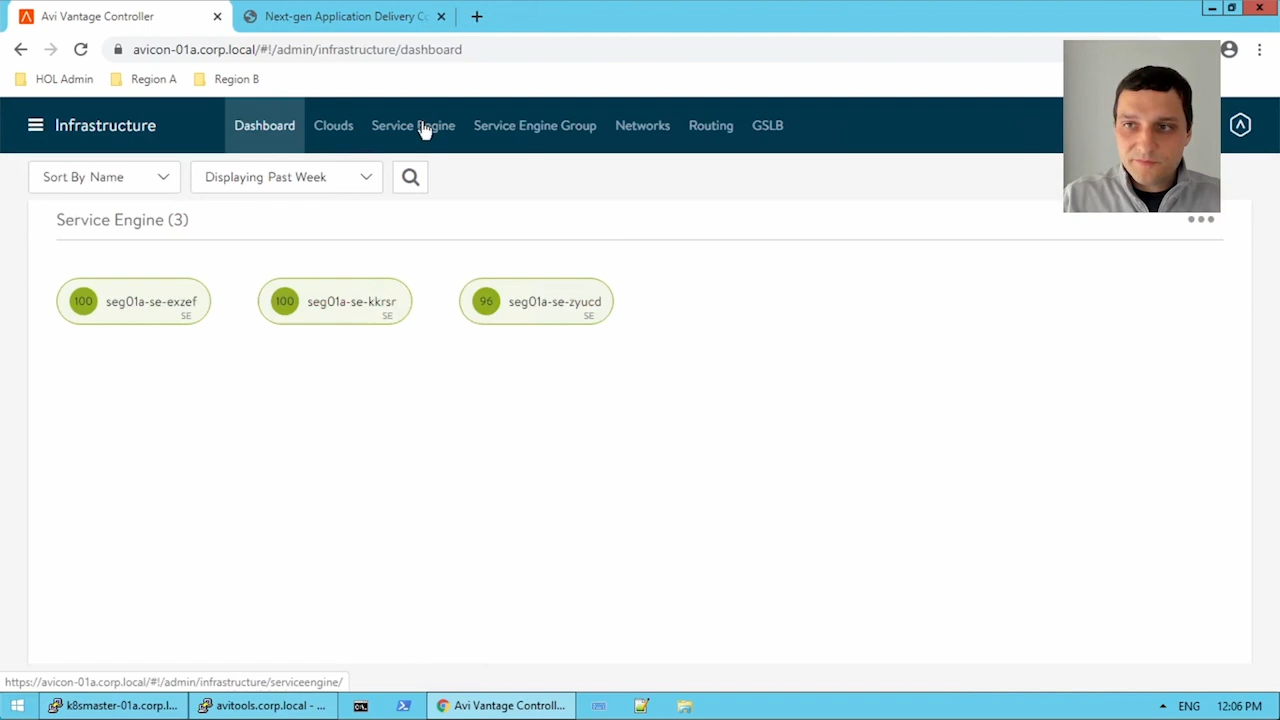 Avi Vantage Controller
Next-gen Application Delivery Co
avicon-01a.corp.local/#!/admin/infrastructure/dashboard
HOL Admin
Region A
Region B
Infrastructure
Dashboard
Clouds
Service Engine
Service Engine Group
Networks
Routing
GSLB
Sort By Name
Displaying Past Week
Service Engine (3)
100 seg01a-se-exzef
SE
100 seg01a-se-kkrsr
SE
96 seg01a-se-zyucd
SE
https://avicon-01a.corp.local/#!/admin/infrastructure/serviceengine/
k8smaster-01a.corp.l...
avitools.corp.local - ...
Avi Vantage Controll...
ENG
12:06 PM